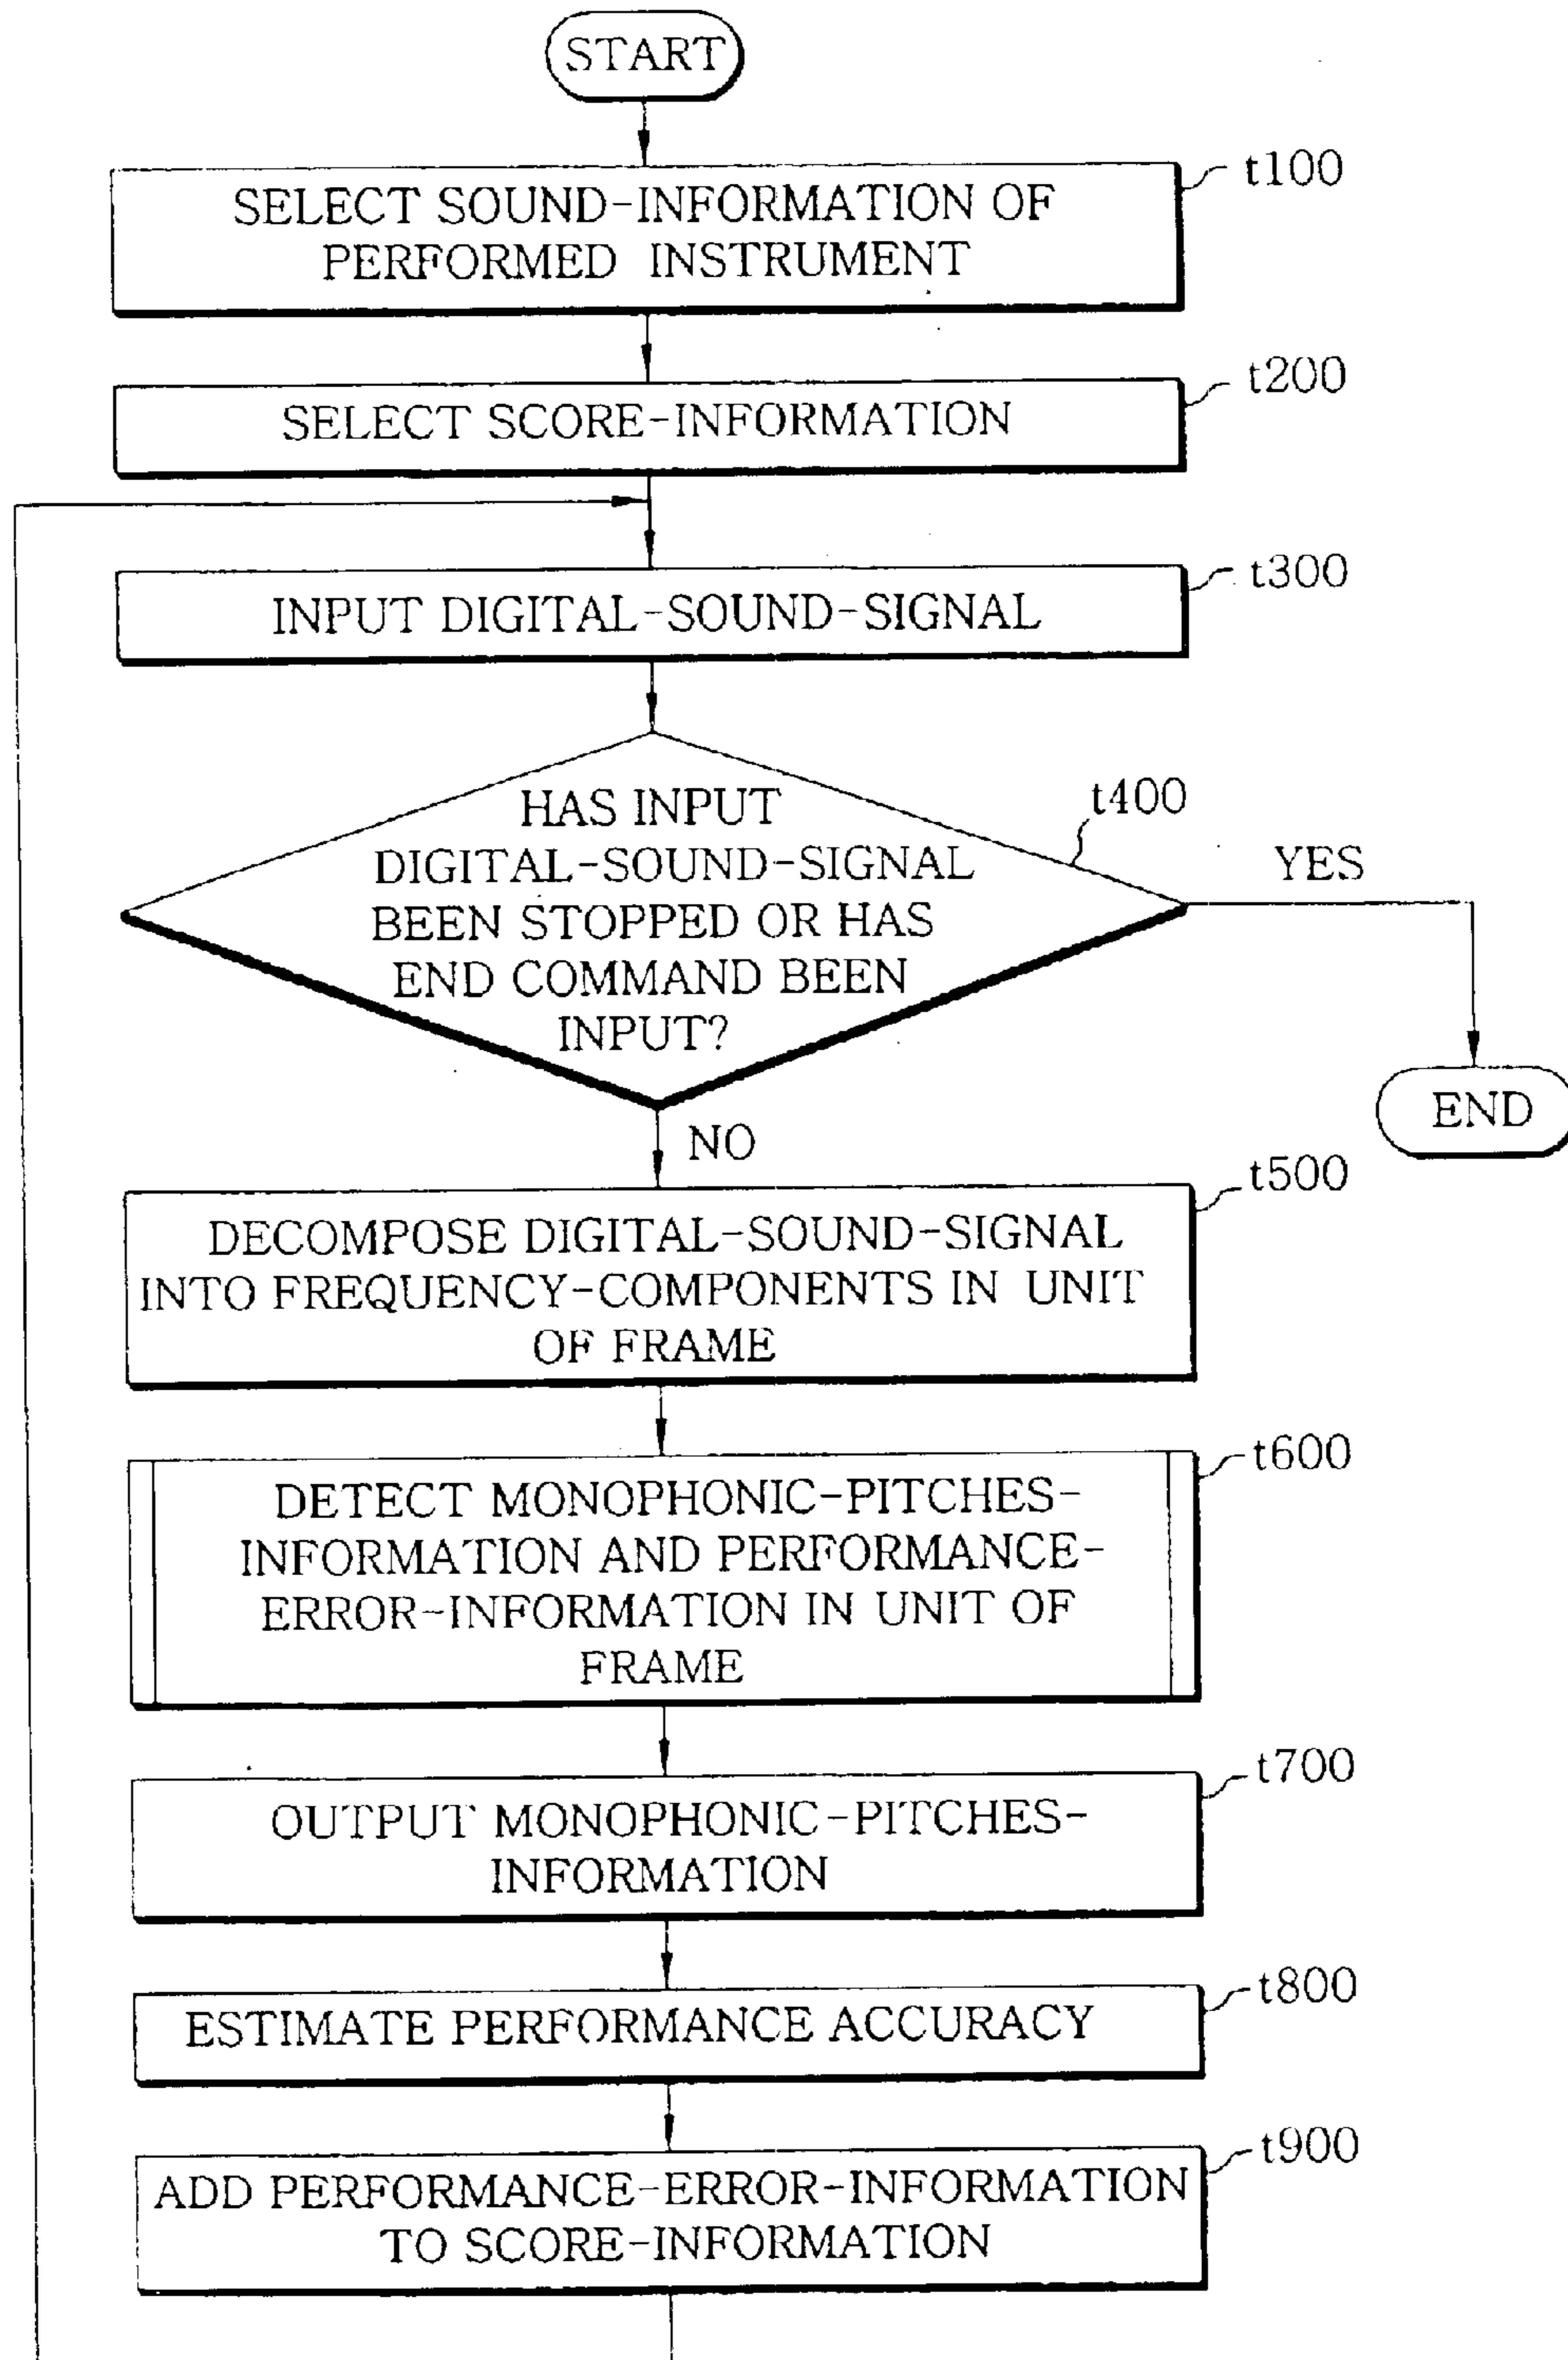 START
t100
SELECT SOUND-INFORMATION OF
PERFORMED INSTRUMENT
t200
SELECT SCORE-INFORMATION
t300
INPUT DIGITAL-SOUND-SIGNAL
t400
HAS INPUT
DIGITAL-SOUND-SIGNAL
BEEN STOPPED OR HAS
END COMMAND BEEN
INPUT?
YES
END
NO
t500
DECOMPOSE DIGITAL-SOUND-SIGNAL
INTO FREQUENCY-COMPONENTS IN UNIT
OF FRAME
t600
DETECT MONOPHONIC-PITCHES-
INFORMATION AND PERFORMANCE-
ERROR-INFORMATION IN UNIT OF
FRAME
t700
OUTPUT MONOPHONIC-PITCHES-
INFORMATION
t800
ESTIMATE PERFORMANCE ACCURACY
t900
ADD PERFORMANCE-ERROR-INFORMATION
TO SCORE-INFORMATION